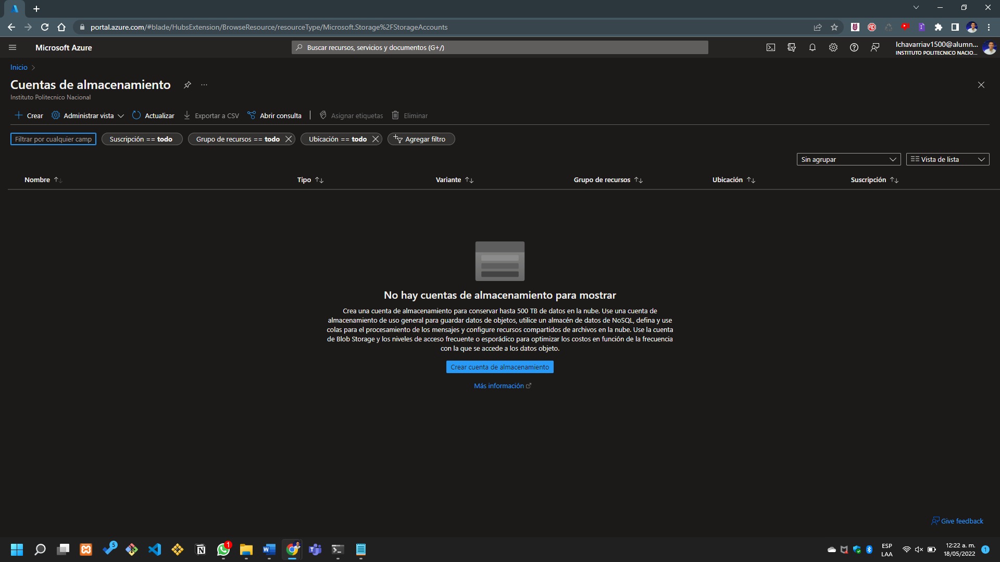 portal.azure.com/#blade/HubsExtension/BrowseResource/resourceType/Microsoft.Storage%2FStorageAccounts
Microsoft Azure
Buscar recursos, servicios y documentos (G+/)
lchavarriav1500@alumn...
INSTITUTO POLITECNICO NACIO...
Inicio
Cuentas de almacenamiento
Instituto Politecnico Nacional
Crear
Administrar vista
Actualizar
Exportar a CSV
Abrir consulta
Asignar etiquetas
Eliminar
Filtrar por cualquier camp
Suscripción == todo
Grupo de recursos == todo
Ubicación == todo
Agregar filtro
Sin agrupar
Vista de lista
Nombre
Tipo
Variante
Grupo de recursos
Ubicación
Suscripción
No hay cuentas de almacenamiento para mostrar
Crea una cuenta de almacenamiento para conservar hasta 500 TB de datos en la nube. Use una cuenta de
almacenamiento de uso general para guardar datos de objetos, utilice un almacén de datos de NoSQL, defina y use
colas para el procesamiento de los mensajes y configure recursos compartidos de archivos en la nube. Use la cuenta
de Blob Storage y los niveles de acceso frecuente o esporádico para optimizar los costos en función de la frecuencia
con la que se accede a los datos objeto.
Crear cuenta de almacenamiento
Más información
Give feedback
5
1
ESP
LAA
12:22 a. m.
18/05/2022
1